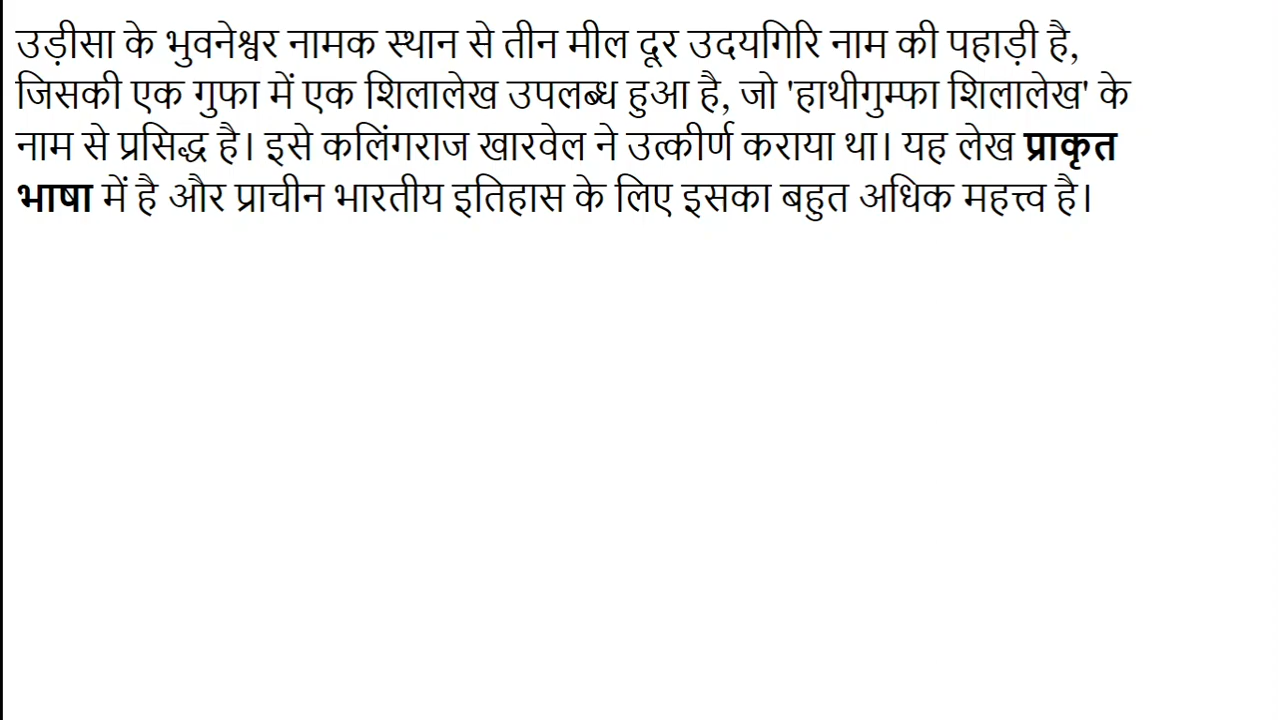 उड़ीसा के भुवनेश्वर नामक स्थान से तीन मील दूर उदयगिरि नाम की पहाड़ी है,
जिसकी एक गुफा में एक शिलालेख उपलब्ध हुआ है, जो 'हाथीगुम्फा शिलालेख' के
नाम से प्रसिद्ध है। इसे कलिंगराज खारवेल ने उत्कीर्ण कराया था। यह लेख प्राकृत
भाषा में है और प्राचीन भारतीय इतिहास के लिए इसका बहुत अधिक महत्त्व है।